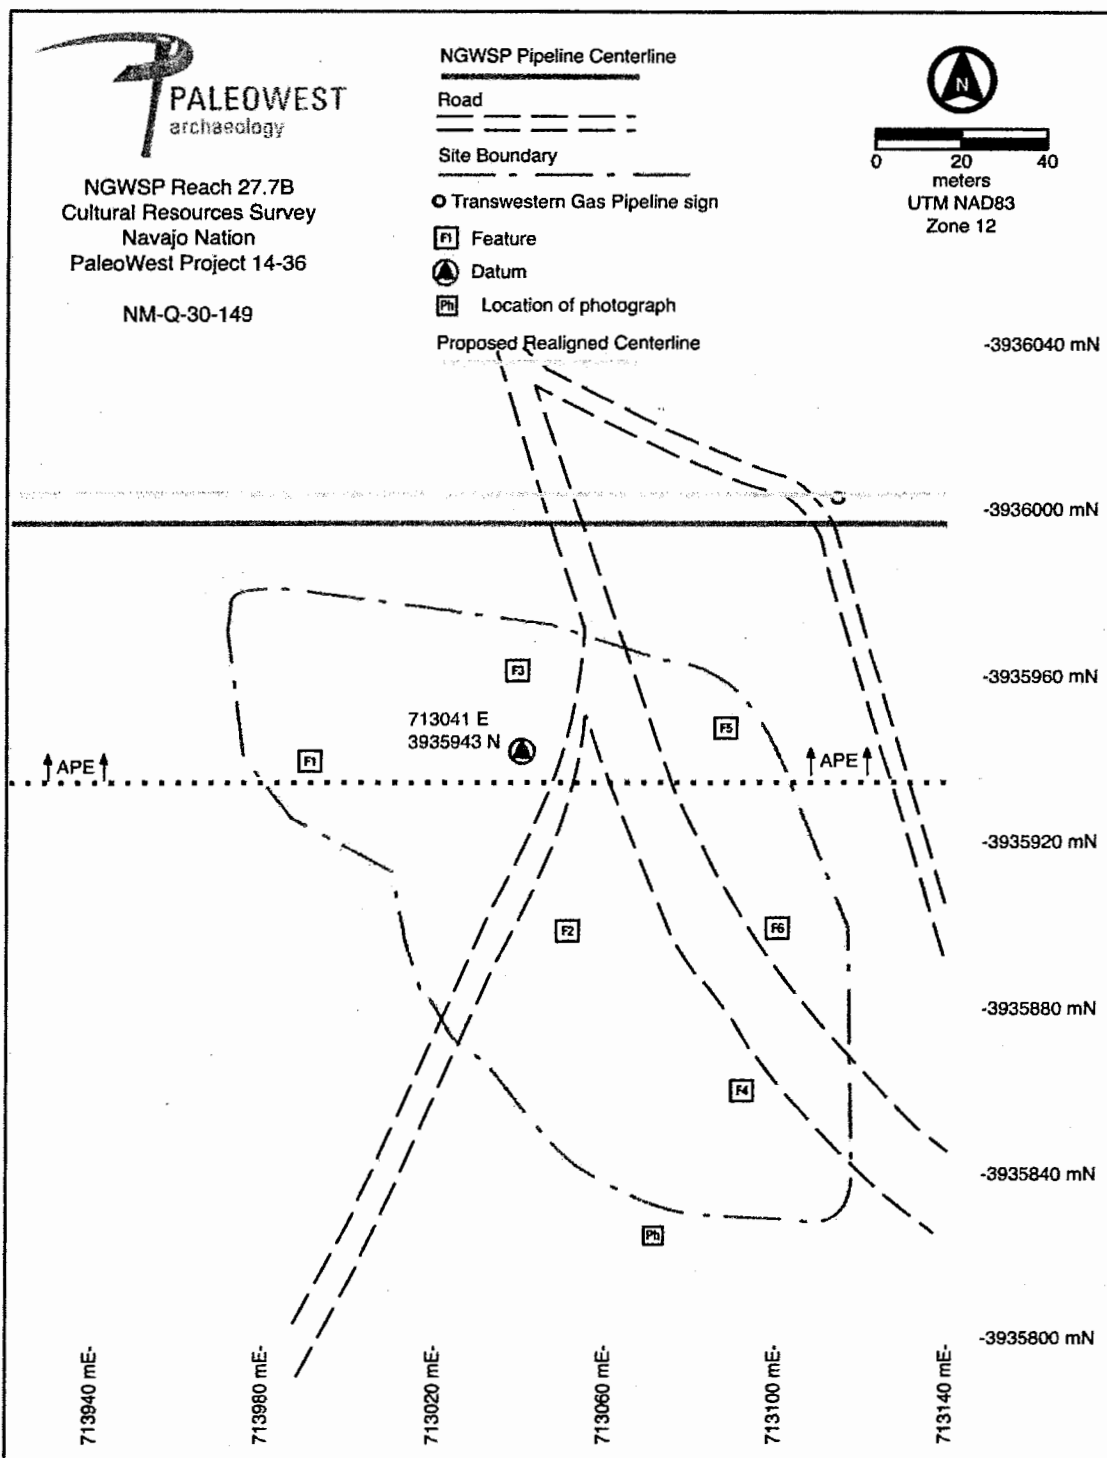 PALEOWEST
archaeology
NGWSP Reach 27.7B
Cultural Resources Survey
Navajo Nation
PaleoWest Project 14-36
NM-Q-30-149
NGWSP Pipeline Centerline
Road
Site Boundary
Transwestern Gas Pipeline sign
F1 Feature
Datum
Ph Location of photograph
Proposed Realigned Centerline
N
0 20 40
meters
UTM NAD83
Zone 12
-3936040 mN
-3936000 mN
-3935960 mN
F3
713041 E
3935943 N
F5
F1
APE
APE
-3935920 mN
F2
F6
-3935880 mN
F4
-3935840 mN
Ph
-3935800 mN
713940 mE-
713980 mE-
713020 mE-
713060 mE-
713100 mE-
713140 mE-